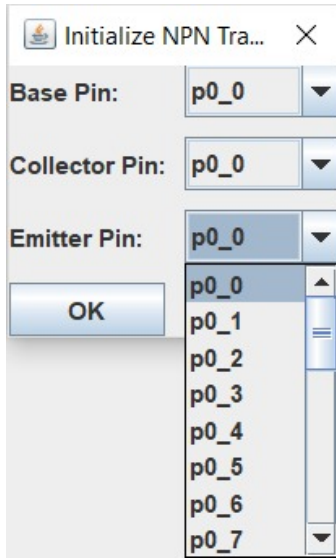 Initialize NPN Tra...
Base Pin: p0_0
Collector Pin: p0_0
Emitter Pin: p0_0
OK
p0_0
p0_1
p0_2
p0_3
p0_4
p0_5
p0_6
p0_7